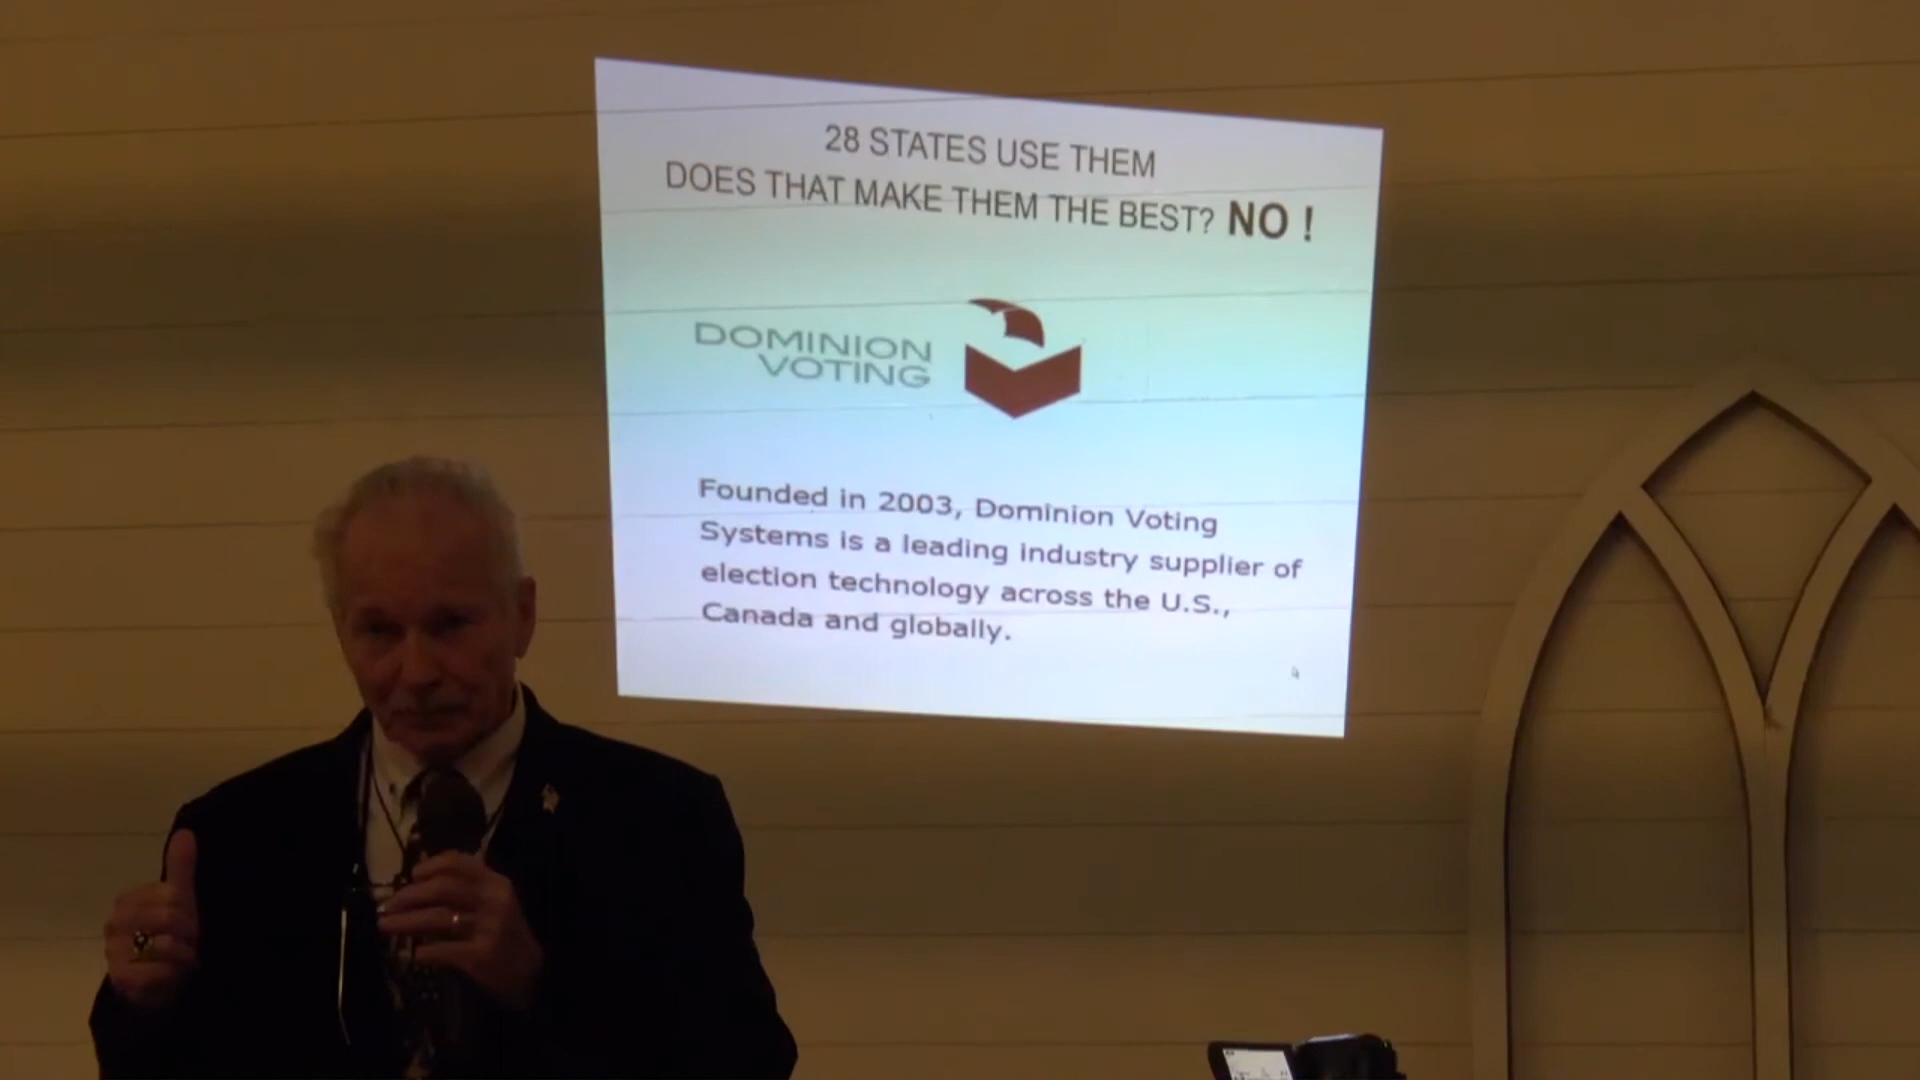 28 STATES USE THEM
DOES THAT MAKE THEM THE BEST? NO !
DOMINION
VOTING
Founded in 2003, Dominion Voting
Systems is a leading industry supplier of
election technology across the U.S.,
Canada and globally.